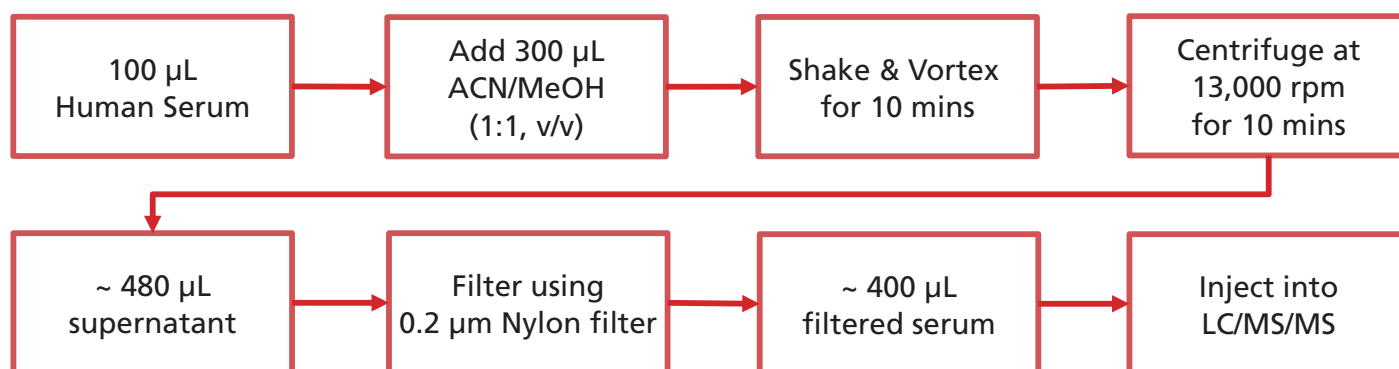 100 µL
Human Serum
Add 300 µL
ACN/MeOH
(1:1, v/v)
Shake & Vortex
for 10 mins
Centrifuge at
13,000 rpm
for 10 mins
~ 480 µL
supernatant
Filter using
0.2 µm Nylon filter
~ 400 µL
filtered serum
Inject into
LC/MS/MS